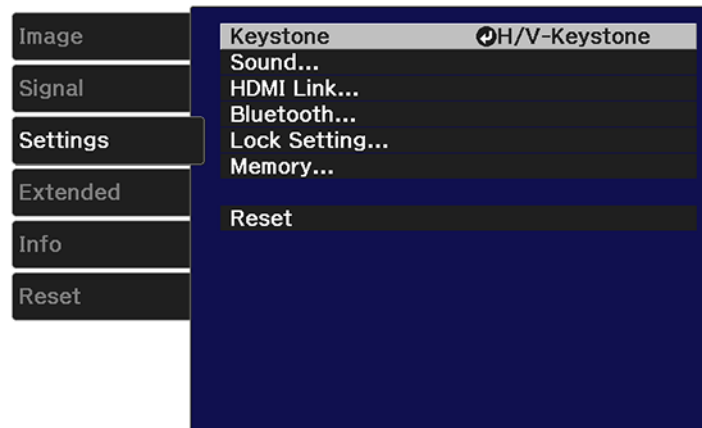 Image
Signal
Settings
Extended
Info
Reset
Keystone H/V-Keystone
Sound...
HDMI Link...
Bluetooth...
Lock Setting...
Memory...
Reset